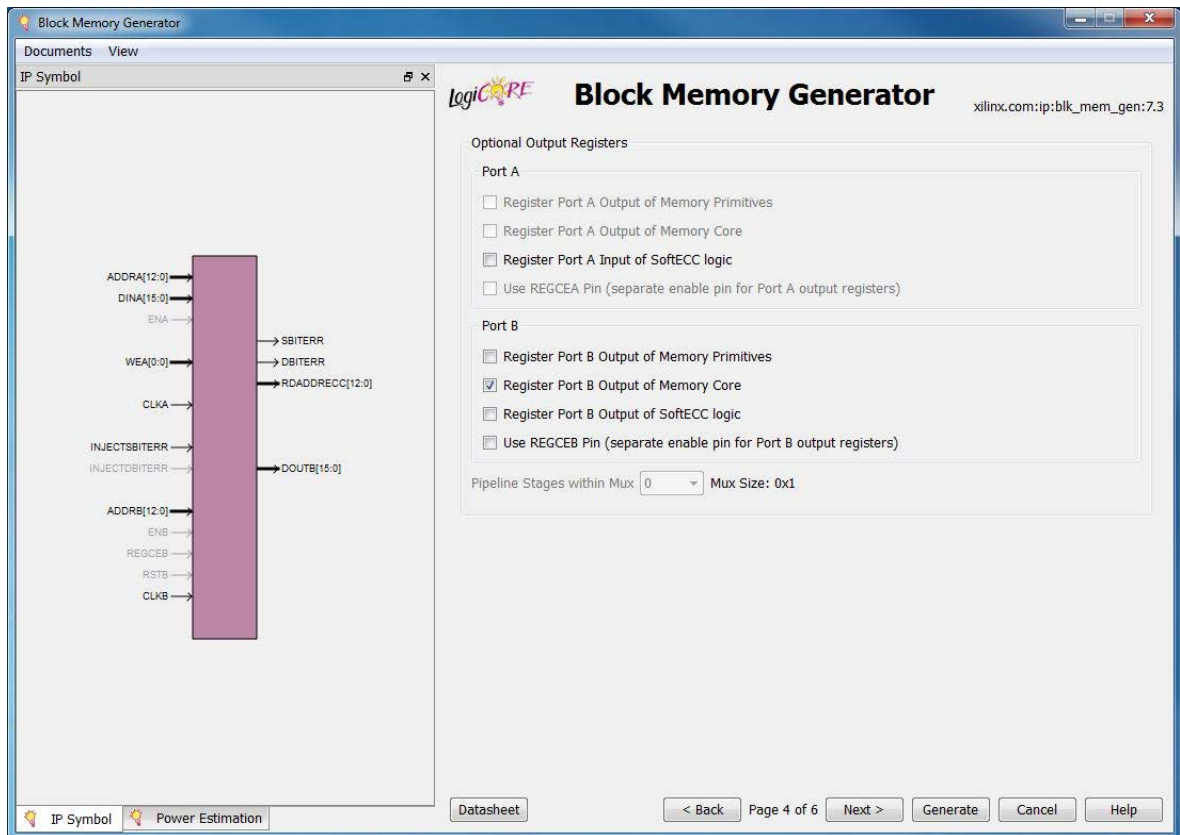 Block Memory Generator
Documents View
IP Symbol
ADDRA[12:0]
DINA[15:0]
ENA
WEA[0:0]
CLKA
INJECTSBITERR
INJECTDBITERR
ADDRB[12:0]
ENB
REGCEB
RSTB
CLKB
SBITERR
DBITERR
RDADDRECC[12:0]
DOUTB[15:0]
IP Symbol Power Estimation
LogiCORE Block Memory Generator xilinx.com:ip:blk_mem_gen:7.3
Optional Output Registers
Port A
Register Port A Output of Memory Primitives
Register Port A Output of Memory Core
Register Port A Input of SoftECC logic
Use REGCEA Pin (separate enable pin for Port A output registers)
Port B
Register Port B Output of Memory Primitives
Register Port B Output of Memory Core
Register Port B Output of SoftECC logic
Use REGCEB Pin (separate enable pin for Port B output registers)
Pipeline Stages within Mux 0 Mux Size: 0x1
Datasheet < Back Page 4 of 6 Next > Generate Cancel Help